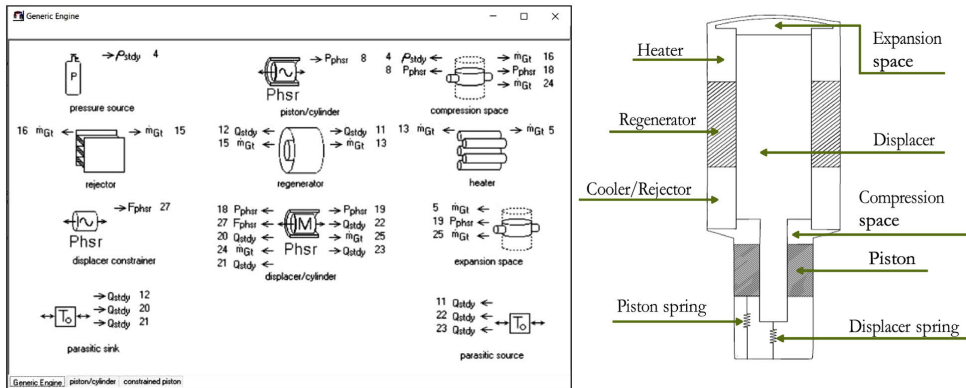 Generic Engine
→ ρstdy 4
P
pressure source
→ Pphsr 8
Phsr
piston/cylinder
4 ρstdy ←
8 Pphsr ←
→ ṁGt 16
→ Pphsr 18
→ ṁGt 24
compression space
16 ṁGt ←
→ ṁGt 15
rejector
12 Qstdy ←
15 ṁGt ←
→ Qstdy 11
→ ṁGt 13
regenerator
13 ṁGt ←
→ ṁGt 5
heater
→ Fphsr 27
Phsr
displacer constrainer
18 Pphsr ←
27 Fphsr ←
20 Qstdy ←
24 ṁGt ←
21 Qstdy ←
M
Phsr
→ Pphsr 19
→ Qstdy 22
→ ṁGt 25
→ Qstdy 23
displacer/cylinder
5 ṁGt ←
19 Pphsr ←
25 ṁGt ←
expansion space
→ Qstdy 12
→ Qstdy 20
→ Qstdy 21
To
parasitic sink
11 Qstdy ←
22 Qstdy ←
23 Qstdy ←
To
parasitic source
Generic Engine piston/cylinder constrained piston
Heater
Expansion
space
Regenerator
Displacer
Cooler/Rejector
Compression
space
Piston
Piston spring
Displacer spring